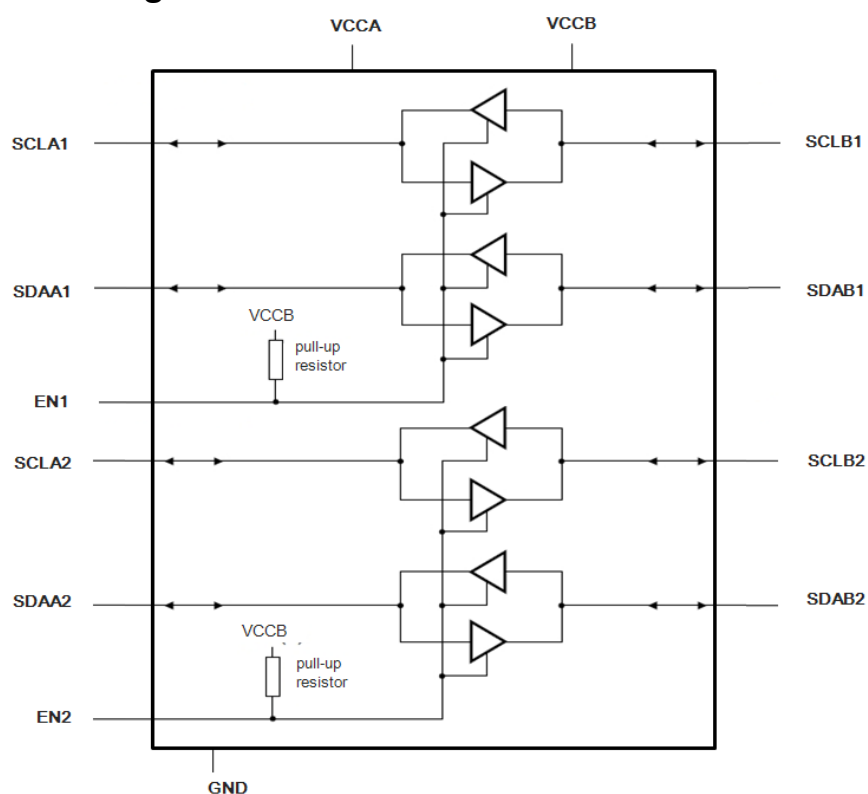 VCCA VCCB
SCLA1 SCLB1
SDAA1 SDAB1
VCCB
pull-up
resistor
EN1
SCLA2 SCLB2
SDAA2 SDAB2
VCCB
pull-up
resistor
EN2
GND